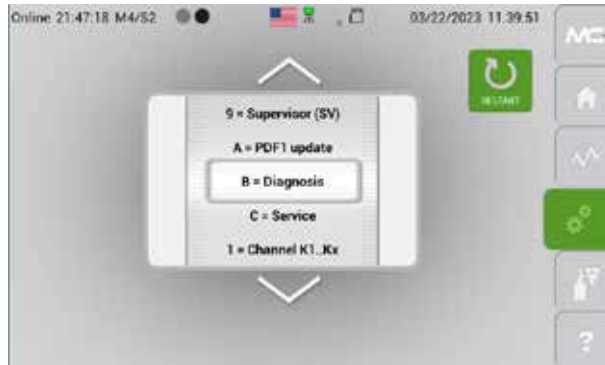 Online 21:47:18 M4/S2
03/22/2023 11.39.51
MC
RESTART
9 = Supervisor (SV)
A = PDF1 update
B = Diagnosis
C = Service
1 = Channel K1..Kx
?